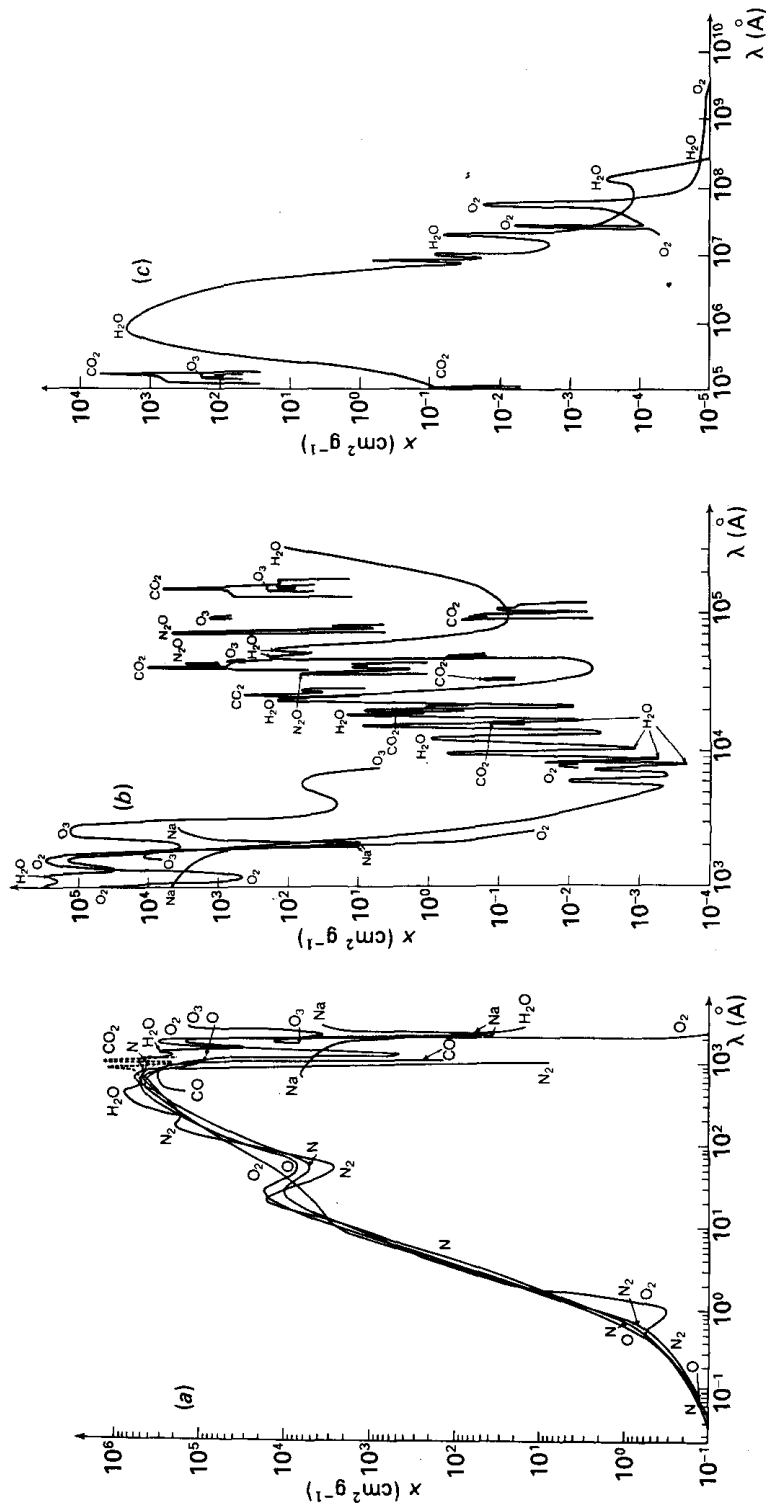 (a)
x (cm² g⁻¹)
10⁶
10⁵
10⁴
10³
10²
10¹
10⁰
10⁻¹
10⁻¹
10⁰
10¹
10²
10³
λ (Å)
H₂O
CO₂
N
H₂O
O₂
O₃
N₂
CO
O₃
O
Na
O₂
O
N
N₂
Na
Na
H₂O
CO
N₂
O₂
N
N
N₂
O
O₂
N₂
O
N
(b)
x (cm² g⁻¹)
10⁵
10⁴
10³
10²
10¹
10⁰
10⁻¹
10⁻²
10⁻³
10⁻⁴
10³
10⁴
10⁵
λ (Å)
H₂O
O₂
O₃
O₂
Na
O₃
Na
O₂
Na
O₂
O₃
CO₂
CO₂
N₂O
N₂O
O₃
O₃
CO₂
H₂O
O₃
H₂O
H₂O
N₂O
H₂O
CO₂
H₂O
CO₂
CO₂
CO₂
O₂
H₂O
(c)
x (cm² g⁻¹)
10⁴
10³
10²
10¹
10⁰
10⁻¹
10⁻²
10⁻³
10⁻⁴
10⁻⁵
10⁵
10⁶
10⁷
10⁸
10⁹
10¹⁰
λ (Å)
CO₂
O₃
H₂O
CO₂
H₂O
O₂
O₂
O₂
H₂O
H₂O
O₂